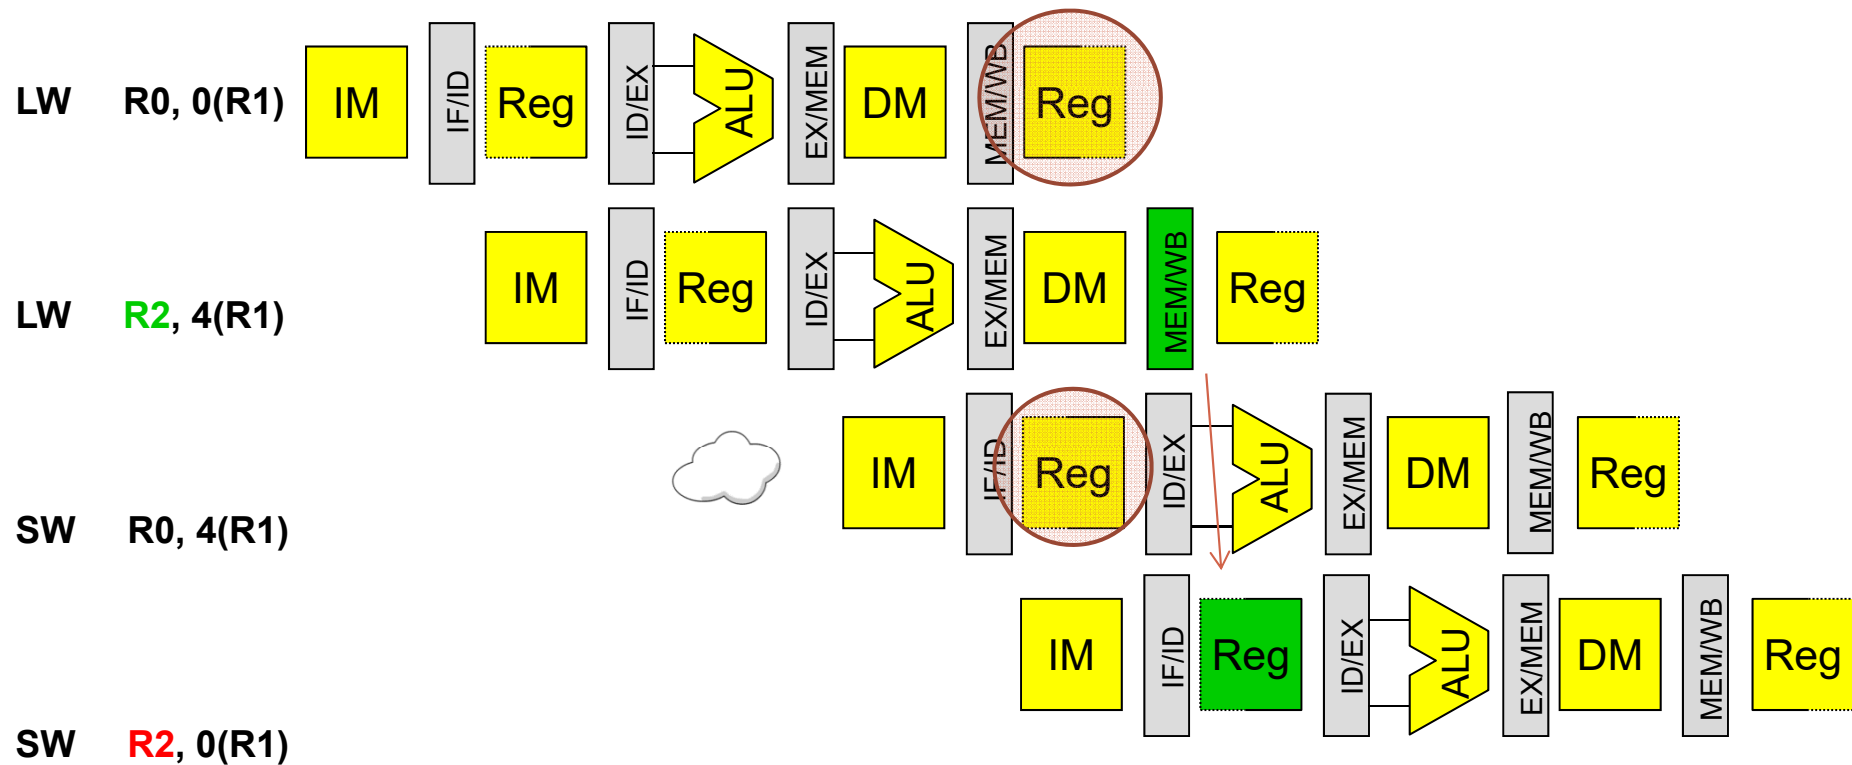 LW R0, 0(R1) IM IF/ID Reg ID/EX ALU EX/MEM DM MEM/WB Reg
LW R2, 4(R1) IM IF/ID Reg ID/EX ALU EX/MEM DM MEM/WB Reg
SW R0, 4(R1) IM IF/ID Reg ID/EX ALU EX/MEM DM MEM/WB Reg
SW R2, 0(R1) IM IF/ID Reg ID/EX ALU EX/MEM DM MEM/WB Reg